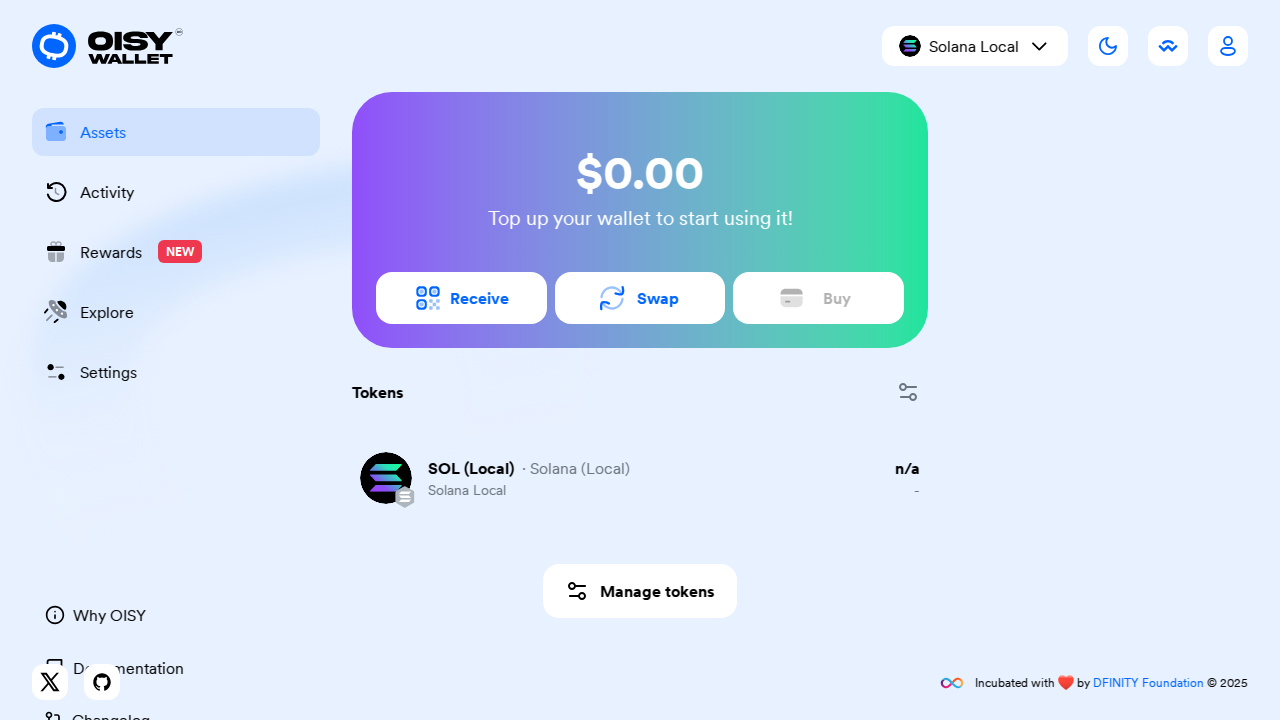 OISY
WALLET
Solana Local
Assets
Activity
Rewards NEW
Explore
Settings
$0.00
Top up your wallet to start using it!
Receive
Swap
Buy
Tokens
SOL (Local) · Solana (Local)
Solana Local
n/a
-
Manage tokens
Why OISY
Documentation
Changelog
Incubated with ❤️ by DFINITY Foundation © 2025